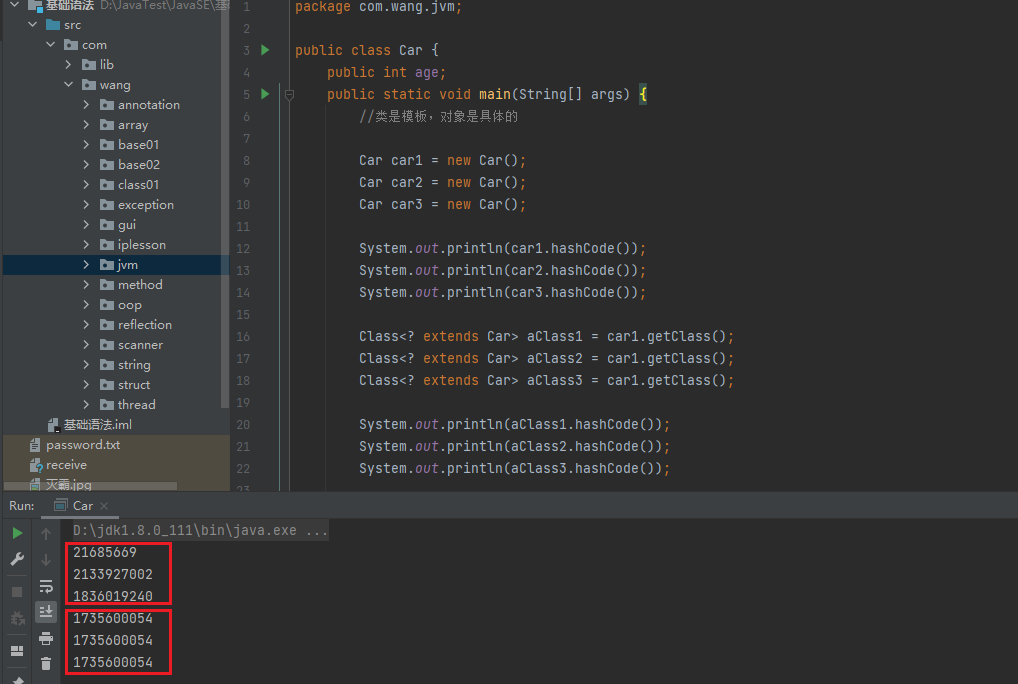 基础语法 D:\JavaTest\JavaSE\基
src
com
lib
wang
annotation
array
base01
base02
class01
exception
gui
iplesson
jvm
method
oop
reflection
scanner
string
struct
thread
基础语法.iml
password.txt
receive
灭霸.jpg
1 package com.wang.jvm;
2
3 public class Car {
4 public int age;
5 public static void main(String[] args) {
6 //类是模板，对象是具体的
7
8 Car car1 = new Car();
9 Car car2 = new Car();
10 Car car3 = new Car();
11
12 System.out.println(car1.hashCode());
13 System.out.println(car2.hashCode());
14 System.out.println(car3.hashCode());
15
16 Class<? extends Car> aClass1 = car1.getClass();
17 Class<? extends Car> aClass2 = car1.getClass();
18 Class<? extends Car> aClass3 = car1.getClass();
19
20 System.out.println(aClass1.hashCode());
21 System.out.println(aClass2.hashCode());
22 System.out.println(aClass3.hashCode());
23
Run: Car
D:\jdk1.8.0_111\bin\java.exe ...
21685669
2133927002
1836019240
1735600054
1735600054
1735600054